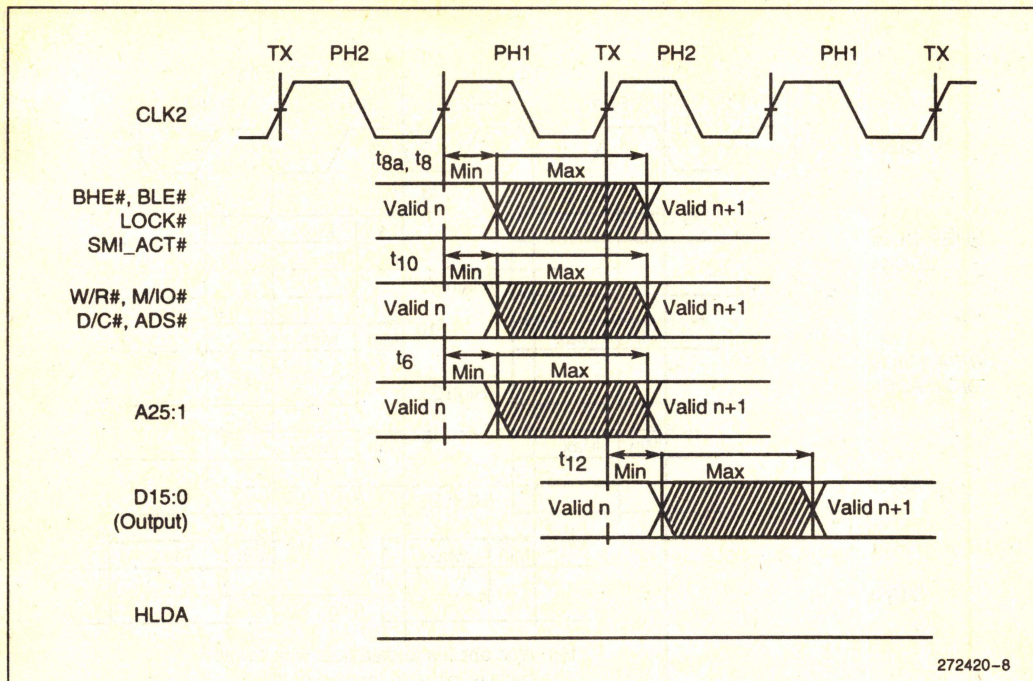 TX PH2 PH1 TX PH2 PH1 TX
CLK2
t8a, t8
Min Max
BHE#, BLE#
LOCK#
SMI_ACT#
Valid n Valid n+1
t10
Min Max
W/R#, M/IO#
D/C#, ADS#
Valid n Valid n+1
t6
Min Max
A25:1
Valid n Valid n+1
t12
Min Max
D15:0
(Output)
Valid n Valid n+1
HLDA
272420-8